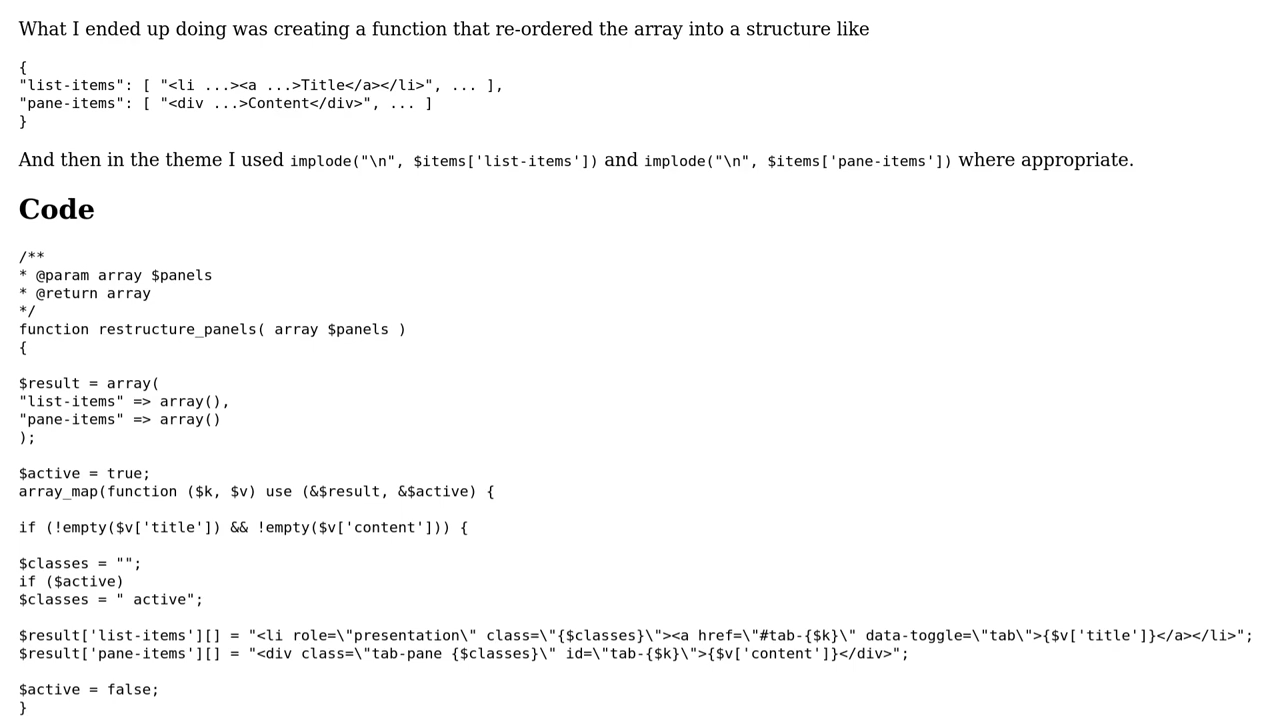 What I ended up doing was creating a function that re-ordered the array into a structure like
{
"list-items": [ "<li ...><a ...>Title</a></li>", ... ],
"pane-items": [ "<div ...>Content</div>", ... ]
}
And then in the theme I used implode("\n", $items['list-items']) and implode("\n", $items['pane-items']) where appropriate.
Code
/**
* @param array $panels
* @return array
*/
function restructure_panels( array $panels )
{
$result = array(
"list-items" => array(),
"pane-items" => array()
);
$active = true;
array_map(function ($k, $v) use (&$result, &$active) {
if (!empty($v['title']) && !empty($v['content'])) {
$classes = "";
if ($active)
$classes = " active";
$result['list-items'][] = "<li role=\"presentation\" class=\"{$classes}\"><a href=\"#tab-{$k}\" data-toggle=\"tab\">{$v['title']}</a></li>";
$result['pane-items'][] = "<div class=\"tab-pane {$classes}\" id=\"tab-{$k}\">{$v['content']}</div>";
$active = false;
}